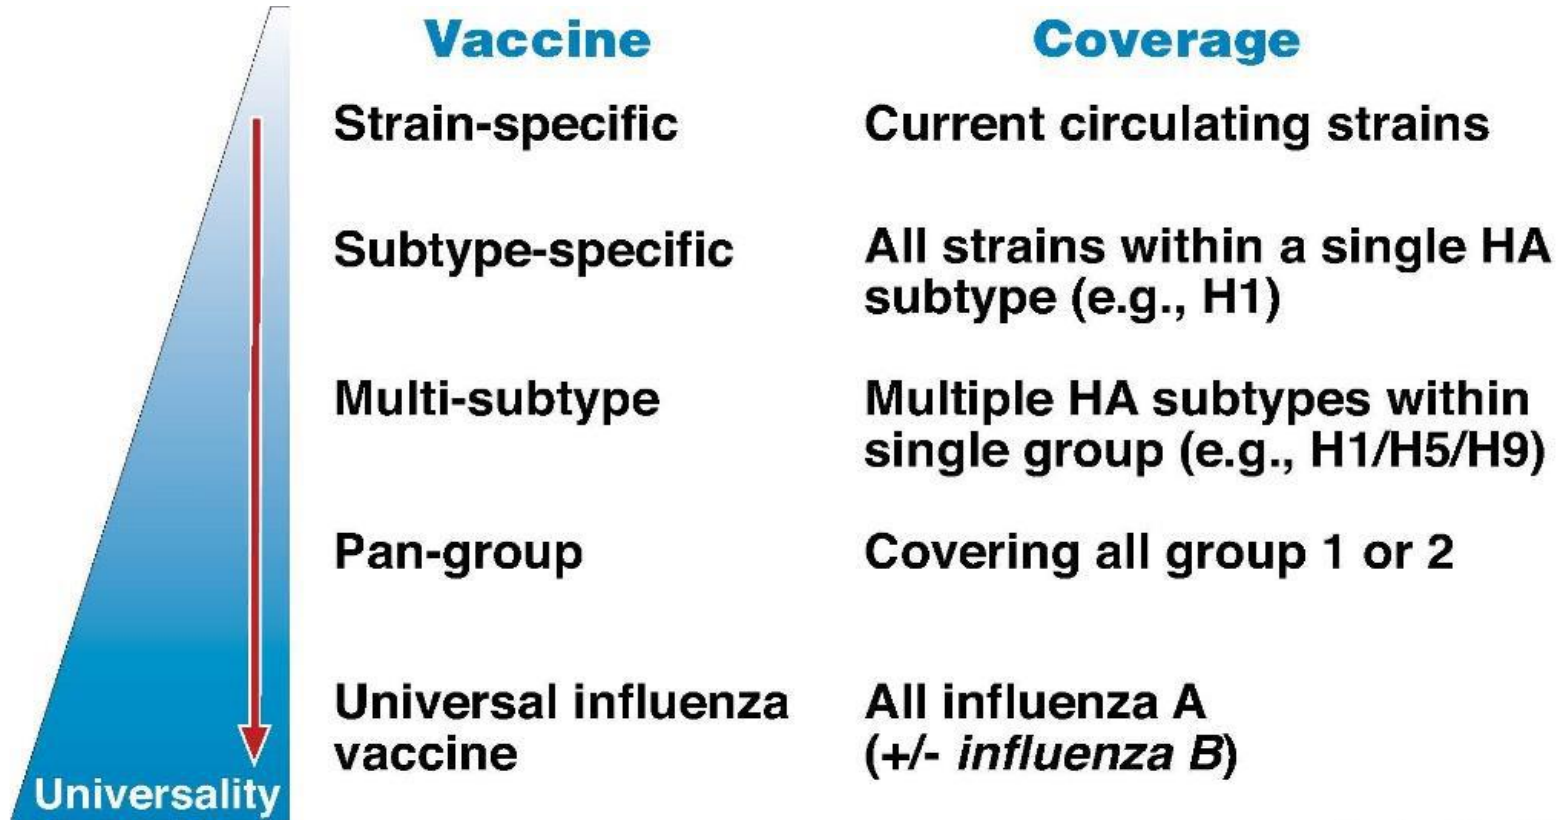 Vaccine Coverage
Strain-specific Current circulating strains
Subtype-specific All strains within a single HA
subtype (e.g., H1)
Multi-subtype Multiple HA subtypes within
single group (e.g., H1/H5/H9)
Pan-group Covering all group 1 or 2
Universal influenza All influenza A
vaccine (+/- influenza B)
Universality